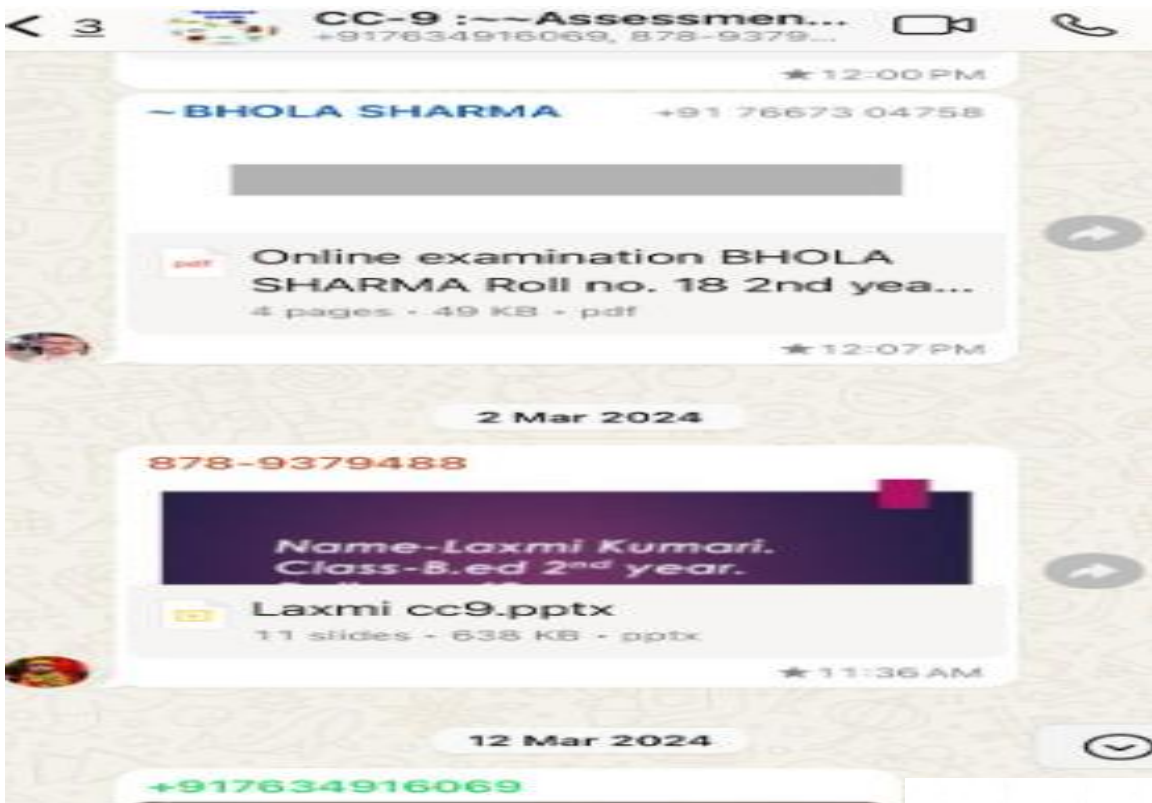 3
CC-9 :~~Assessmen...
+917634916069, 878-9379...
★ 12:00 PM
~BHOLA SHARMA +91 76673 04758
pdf
Online examination BHOLA
SHARMA Roll no. 18 2nd yea...
4 pages • 49 KB • pdf
★ 12:07 PM
2 Mar 2024
878-9379488
Name-Laxmi Kumari.
Class-B.ed 2nd year.
Laxmi cc9.pptx
11 slides • 638 KB • pptx
★ 11:36 AM
12 Mar 2024
+917634916069